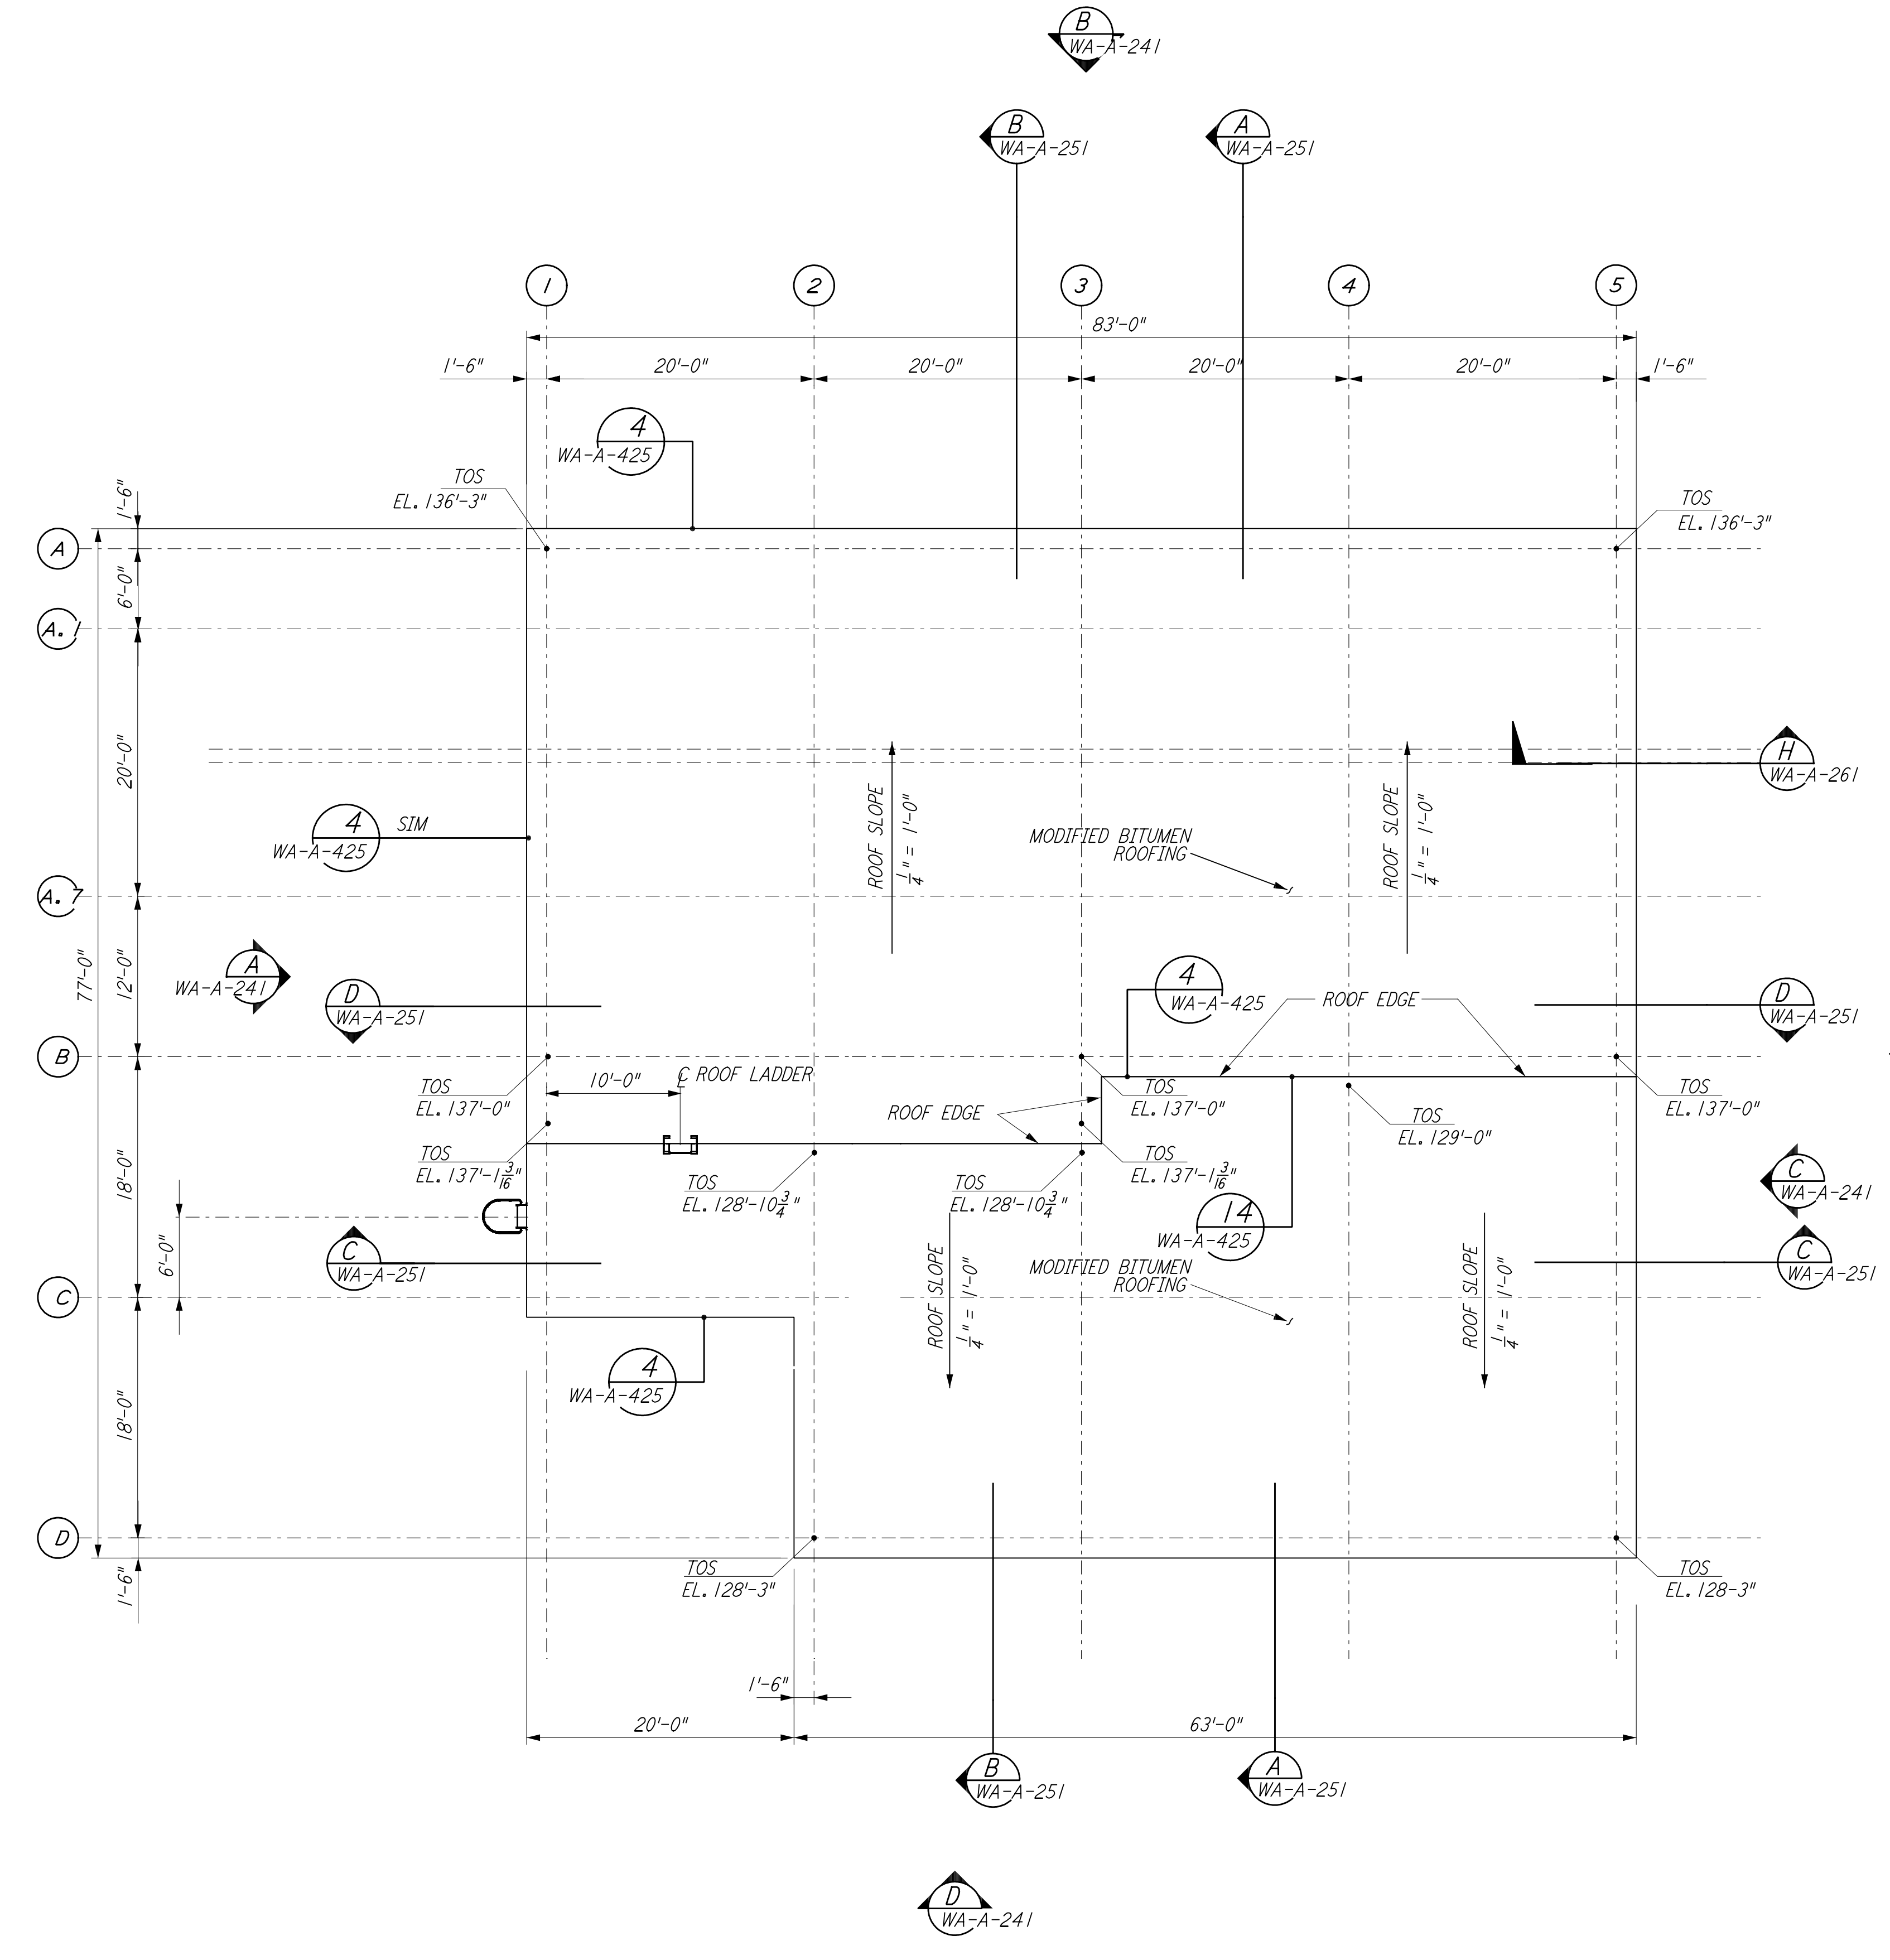 B
WA-A-241
B
WA-A-251
A
WA-A-251
1
2
3
4
5
83'-0"
1'-6"
20'-0"
20'-0"
20'-0"
20'-0"
1'-6"
4
WA-A-425
TOS
EL. 136'-3"
TOS
EL. 136'-3"
1'-6"
A
6'-0"
A.1
20'-0"
H
WA-A-261
ROOF SLOPE
1/4" = 1'-0"
ROOF SLOPE
1/4" = 1'-0"
4
SIM
WA-A-425
MODIFIED BITUMEN
ROOFING
A.7
77'-0"
12'-0"
A
WA-A-241
D
WA-A-251
4
WA-A-425
ROOF EDGE
D
WA-A-251
B
TOS
EL. 137'-0"
10'-0"
CL ROOF LADDER
ROOF EDGE
TOS
EL. 137'-0"
TOS
EL. 129'-0"
TOS
EL. 137'-0"
18'-0"
TOS
EL. 137'-1 3/16"
TOS
EL. 128'-10 3/4"
TOS
EL. 128'-10 3/4"
TOS
EL. 137'-1 3/16"
C
WA-A-241
14
WA-A-425
6'-0"
C
WA-A-251
C
WA-A-251
ROOF SLOPE
1/4" = 1'-0"
MODIFIED BITUMEN
ROOFING
ROOF SLOPE
1/4" = 1'-0"
C
4
WA-A-425
18'-0"
D
1'-6"
TOS
EL. 128'-3"
TOS
EL. 128-3"
1'-6"
20'-0"
63'-0"
B
WA-A-251
A
WA-A-251
D
WA-A-241